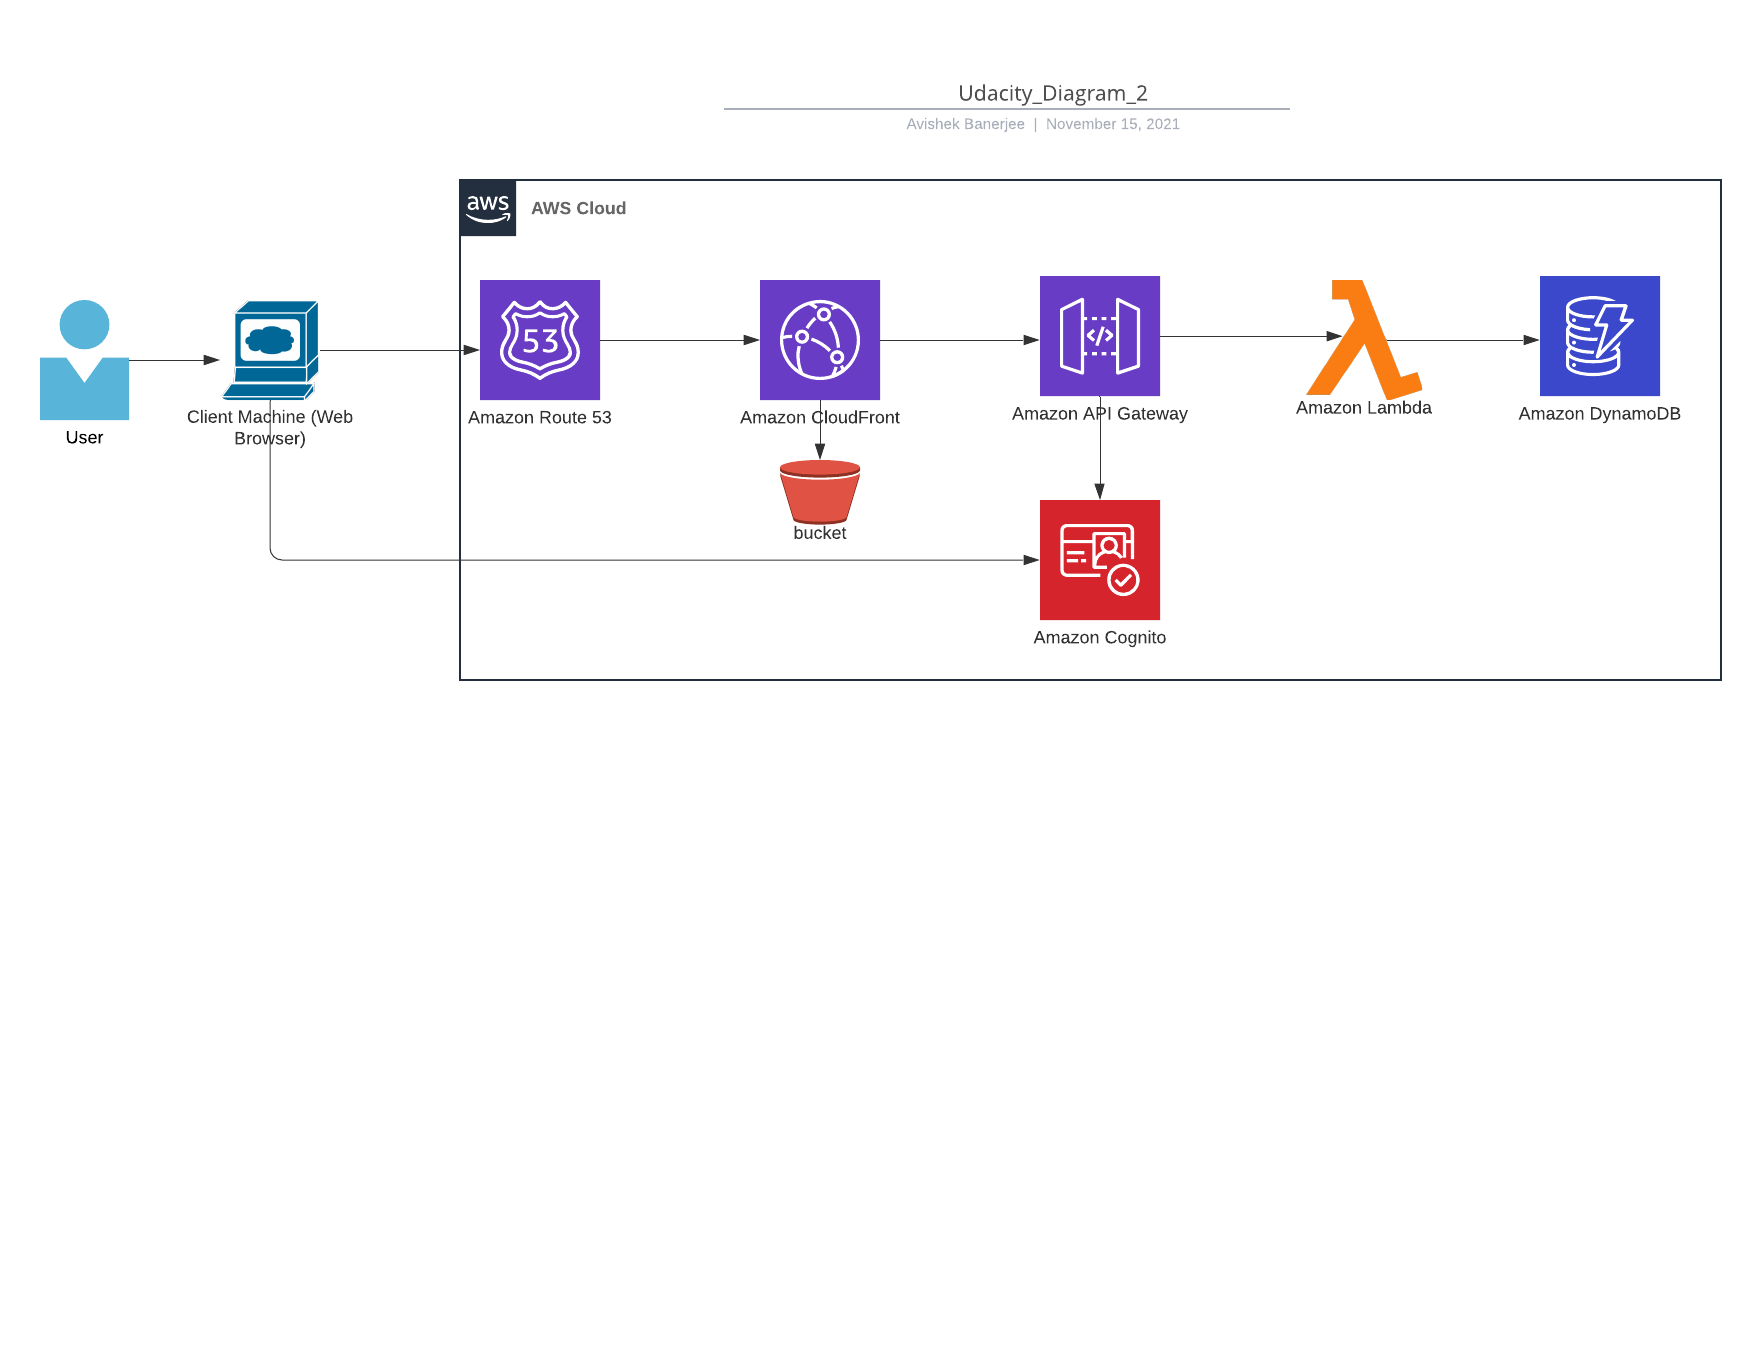 Udacity_Diagram_2
Avishek Banerjee | November 15, 2021
aws
AWS Cloud
53
</>
User
Client Machine (Web
Browser)
Amazon Route 53
Amazon CloudFront
Amazon API Gateway
Amazon Lambda
Amazon DynamoDB
bucket
Amazon Cognito